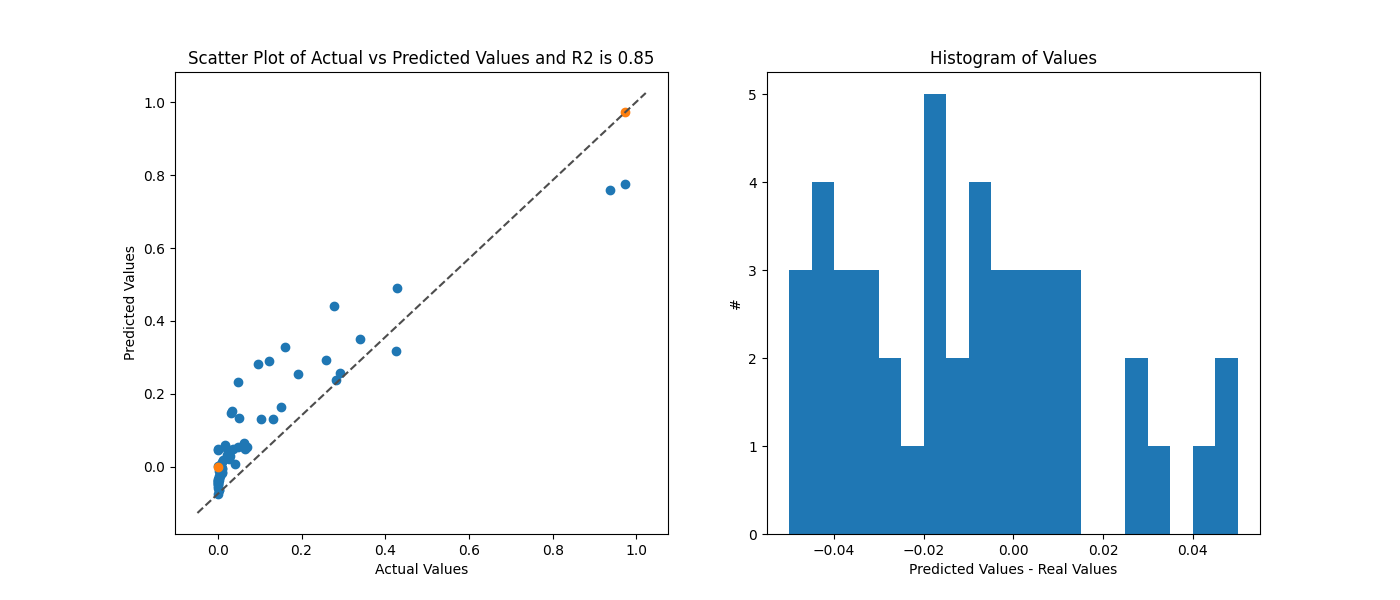 Scatter Plot of Actual vs Predicted Values and R2 is 0.85
1.0
0.8
0.6
0.4
0.2
0.0
Predicted Values
0.0 0.2 0.4 0.6 0.8 1.0
Actual Values
Histogram of Values
5
4
3
2
1
0
#
−0.04 −0.02 0.00 0.02 0.04
Predicted Values - Real Values